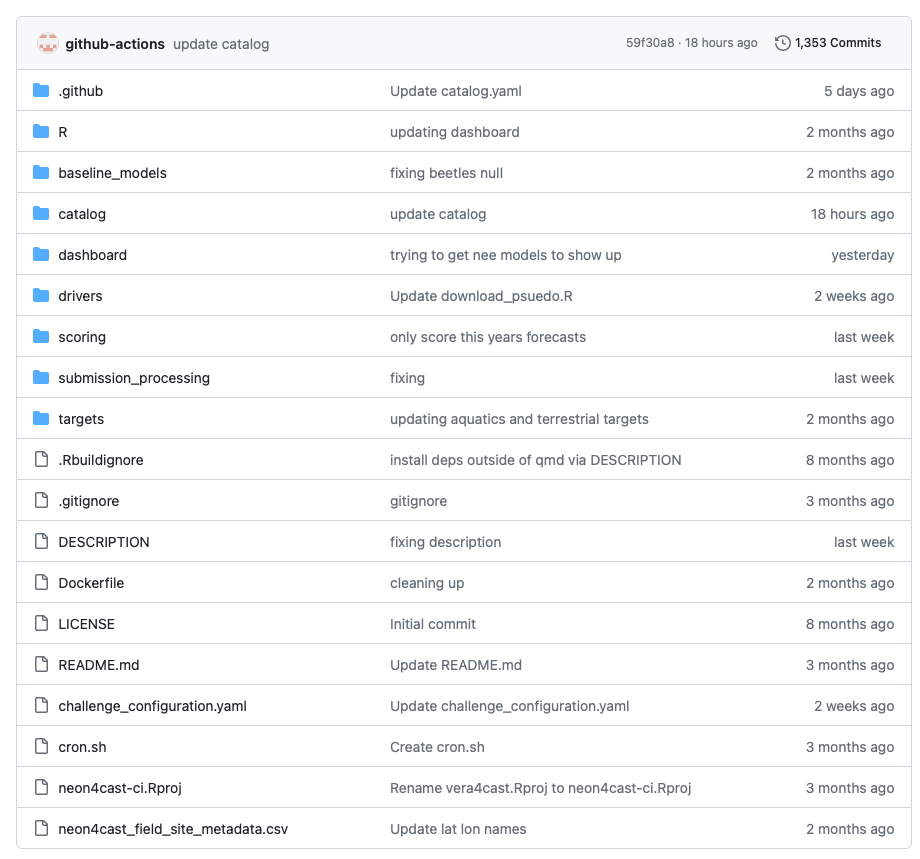 github-actions update catalog 59f30a8 · 18 hours ago 1,353 Commits
.github Update catalog.yaml 5 days ago
R updating dashboard 2 months ago
baseline_models fixing beetles null 2 months ago
catalog update catalog 18 hours ago
dashboard trying to get nee models to show up yesterday
drivers Update download_psuedo.R 2 weeks ago
scoring only score this years forecasts last week
submission_processing fixing last week
targets updating aquatics and terrestrial targets 2 months ago
.Rbuildignore install deps outside of qmd via DESCRIPTION 8 months ago
.gitignore gitignore 3 months ago
DESCRIPTION fixing description last week
Dockerfile cleaning up 2 months ago
LICENSE Initial commit 8 months ago
README.md Update README.md 3 months ago
challenge_configuration.yaml Update challenge_configuration.yaml 2 weeks ago
cron.sh Create cron.sh 3 months ago
neon4cast-ci.Rproj Rename vera4cast.Rproj to neon4cast-ci.Rproj 3 months ago
neon4cast_field_site_metadata.csv Update lat lon names 2 months ago